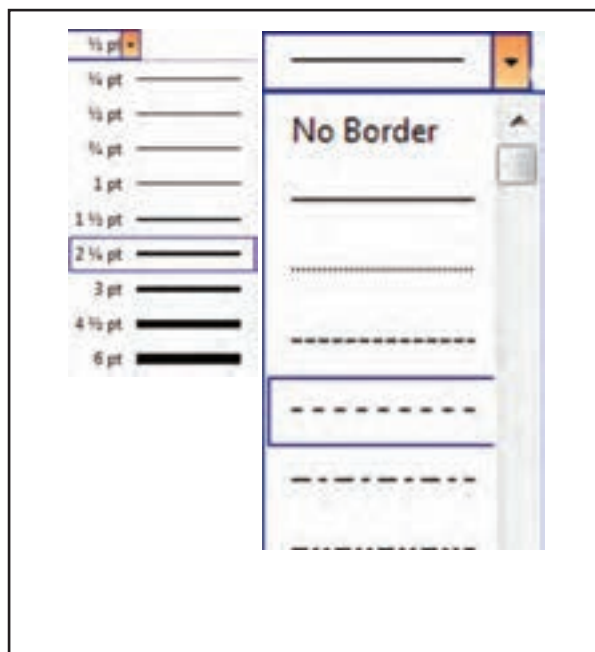 ½ pt
¼ pt
½ pt
¾ pt
1 pt
1 ½ pt
2 ¼ pt
3 pt
4 ½ pt
6 pt
No Border